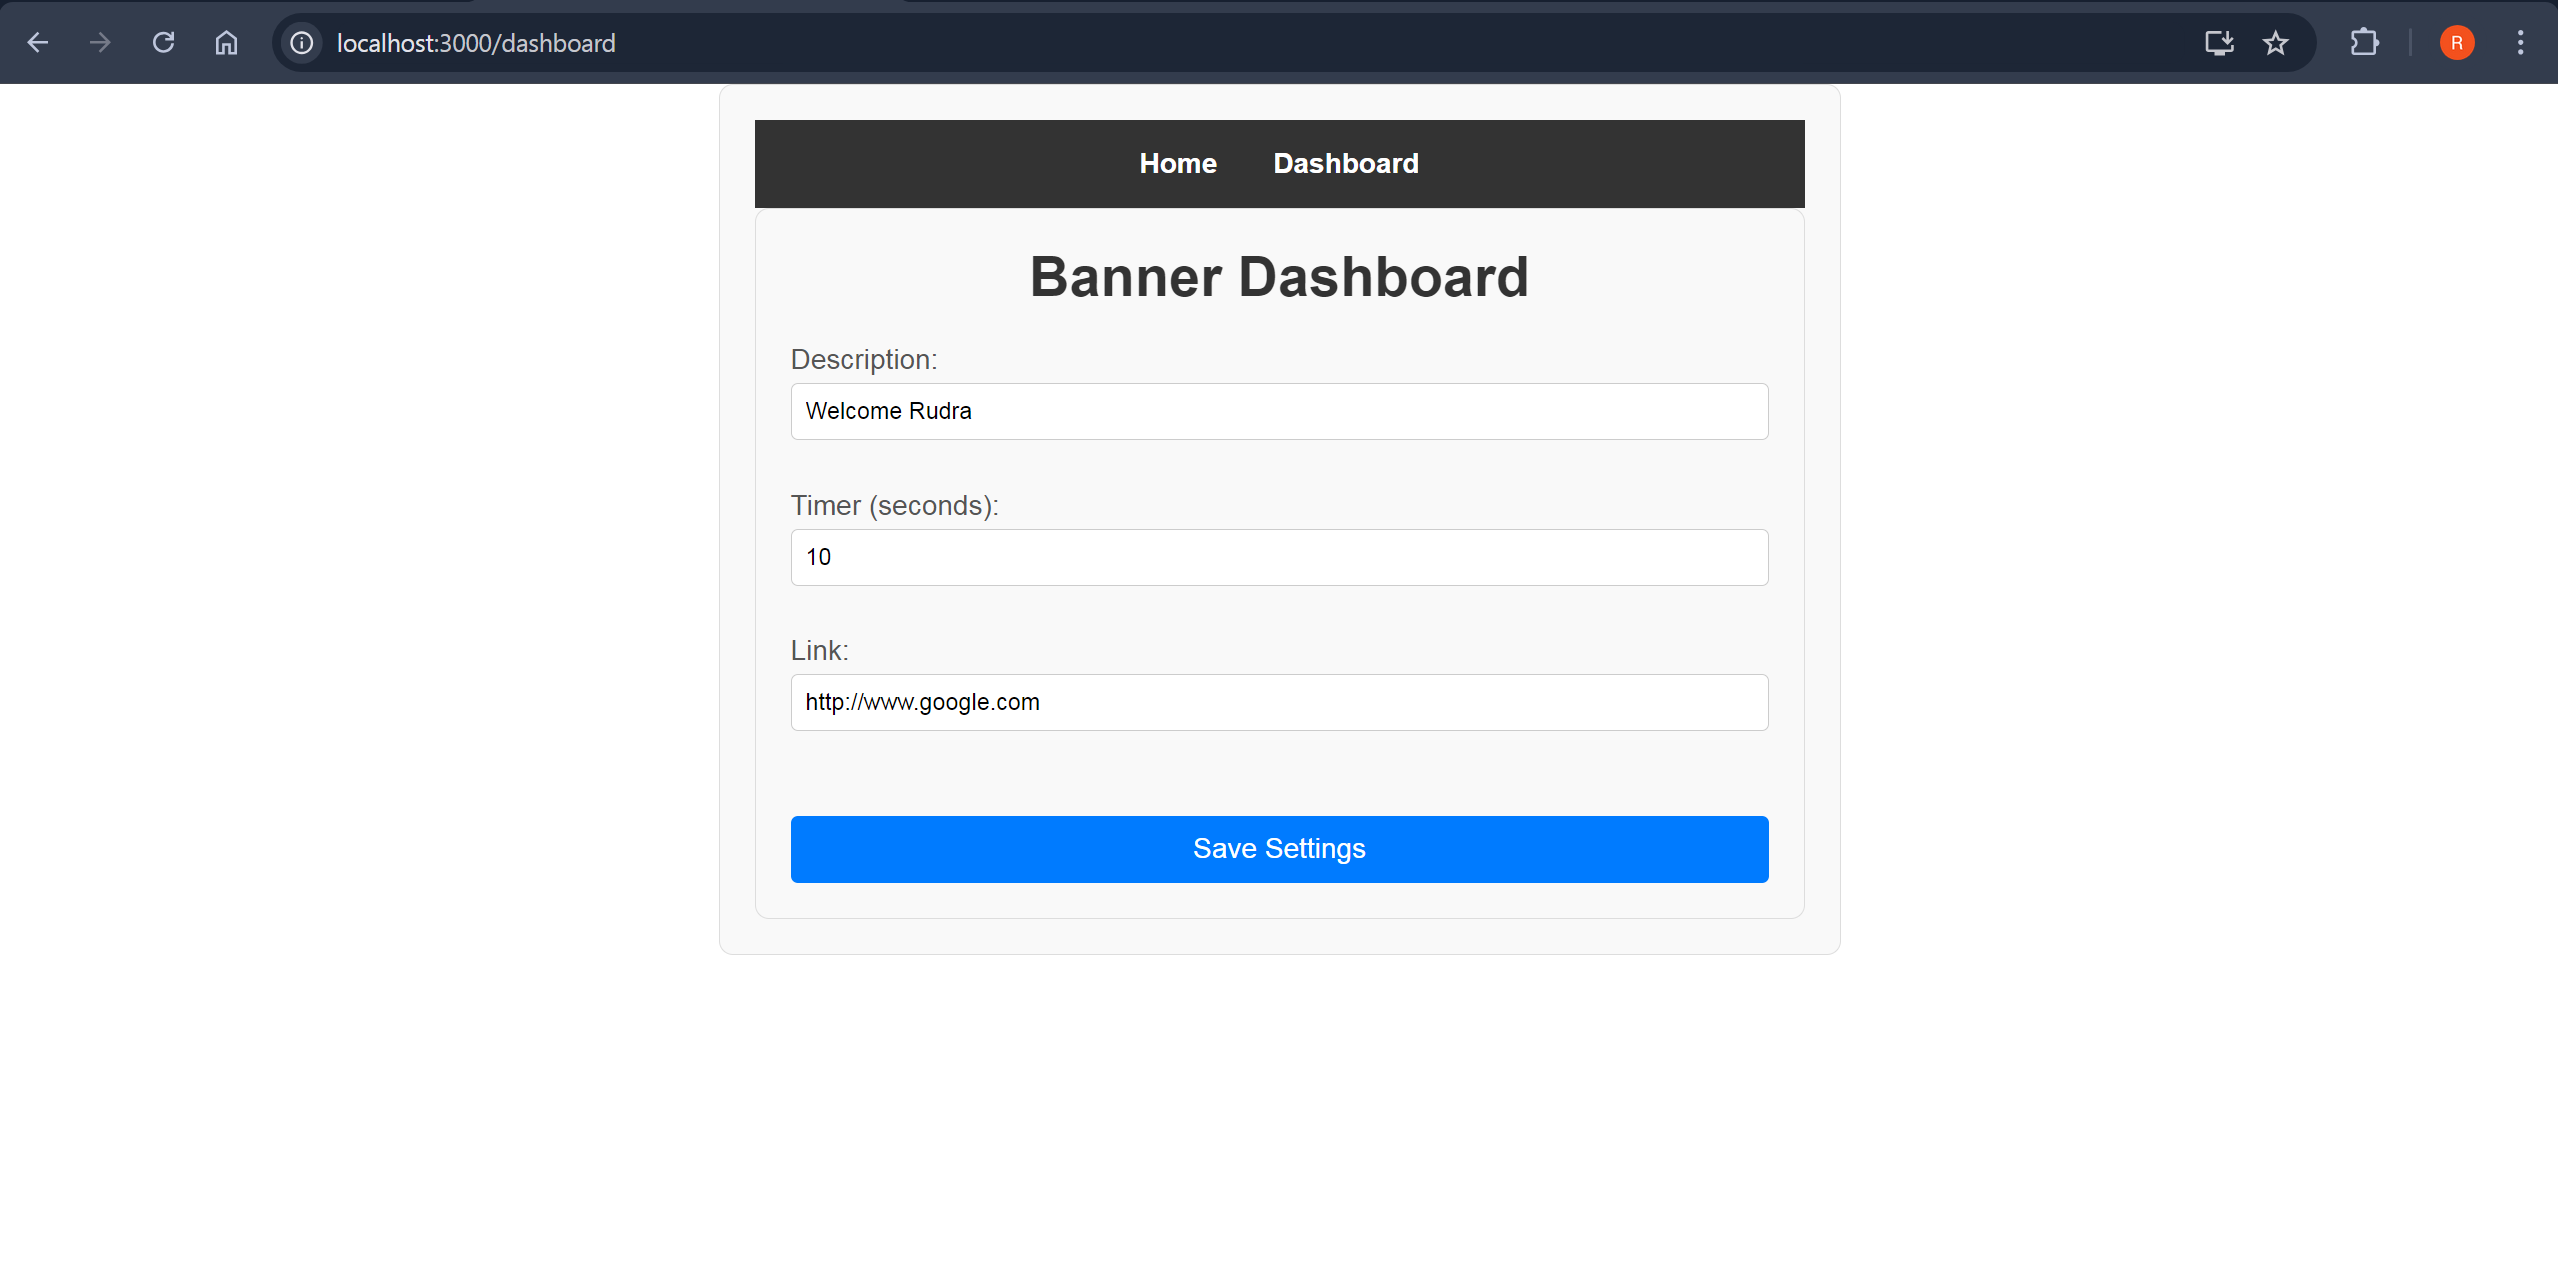 localhost:3000/dashboard
R
Home Dashboard
Banner Dashboard
Description:
Welcome Rudra
Timer (seconds):
10
Link:
http://www.google.com
Save Settings